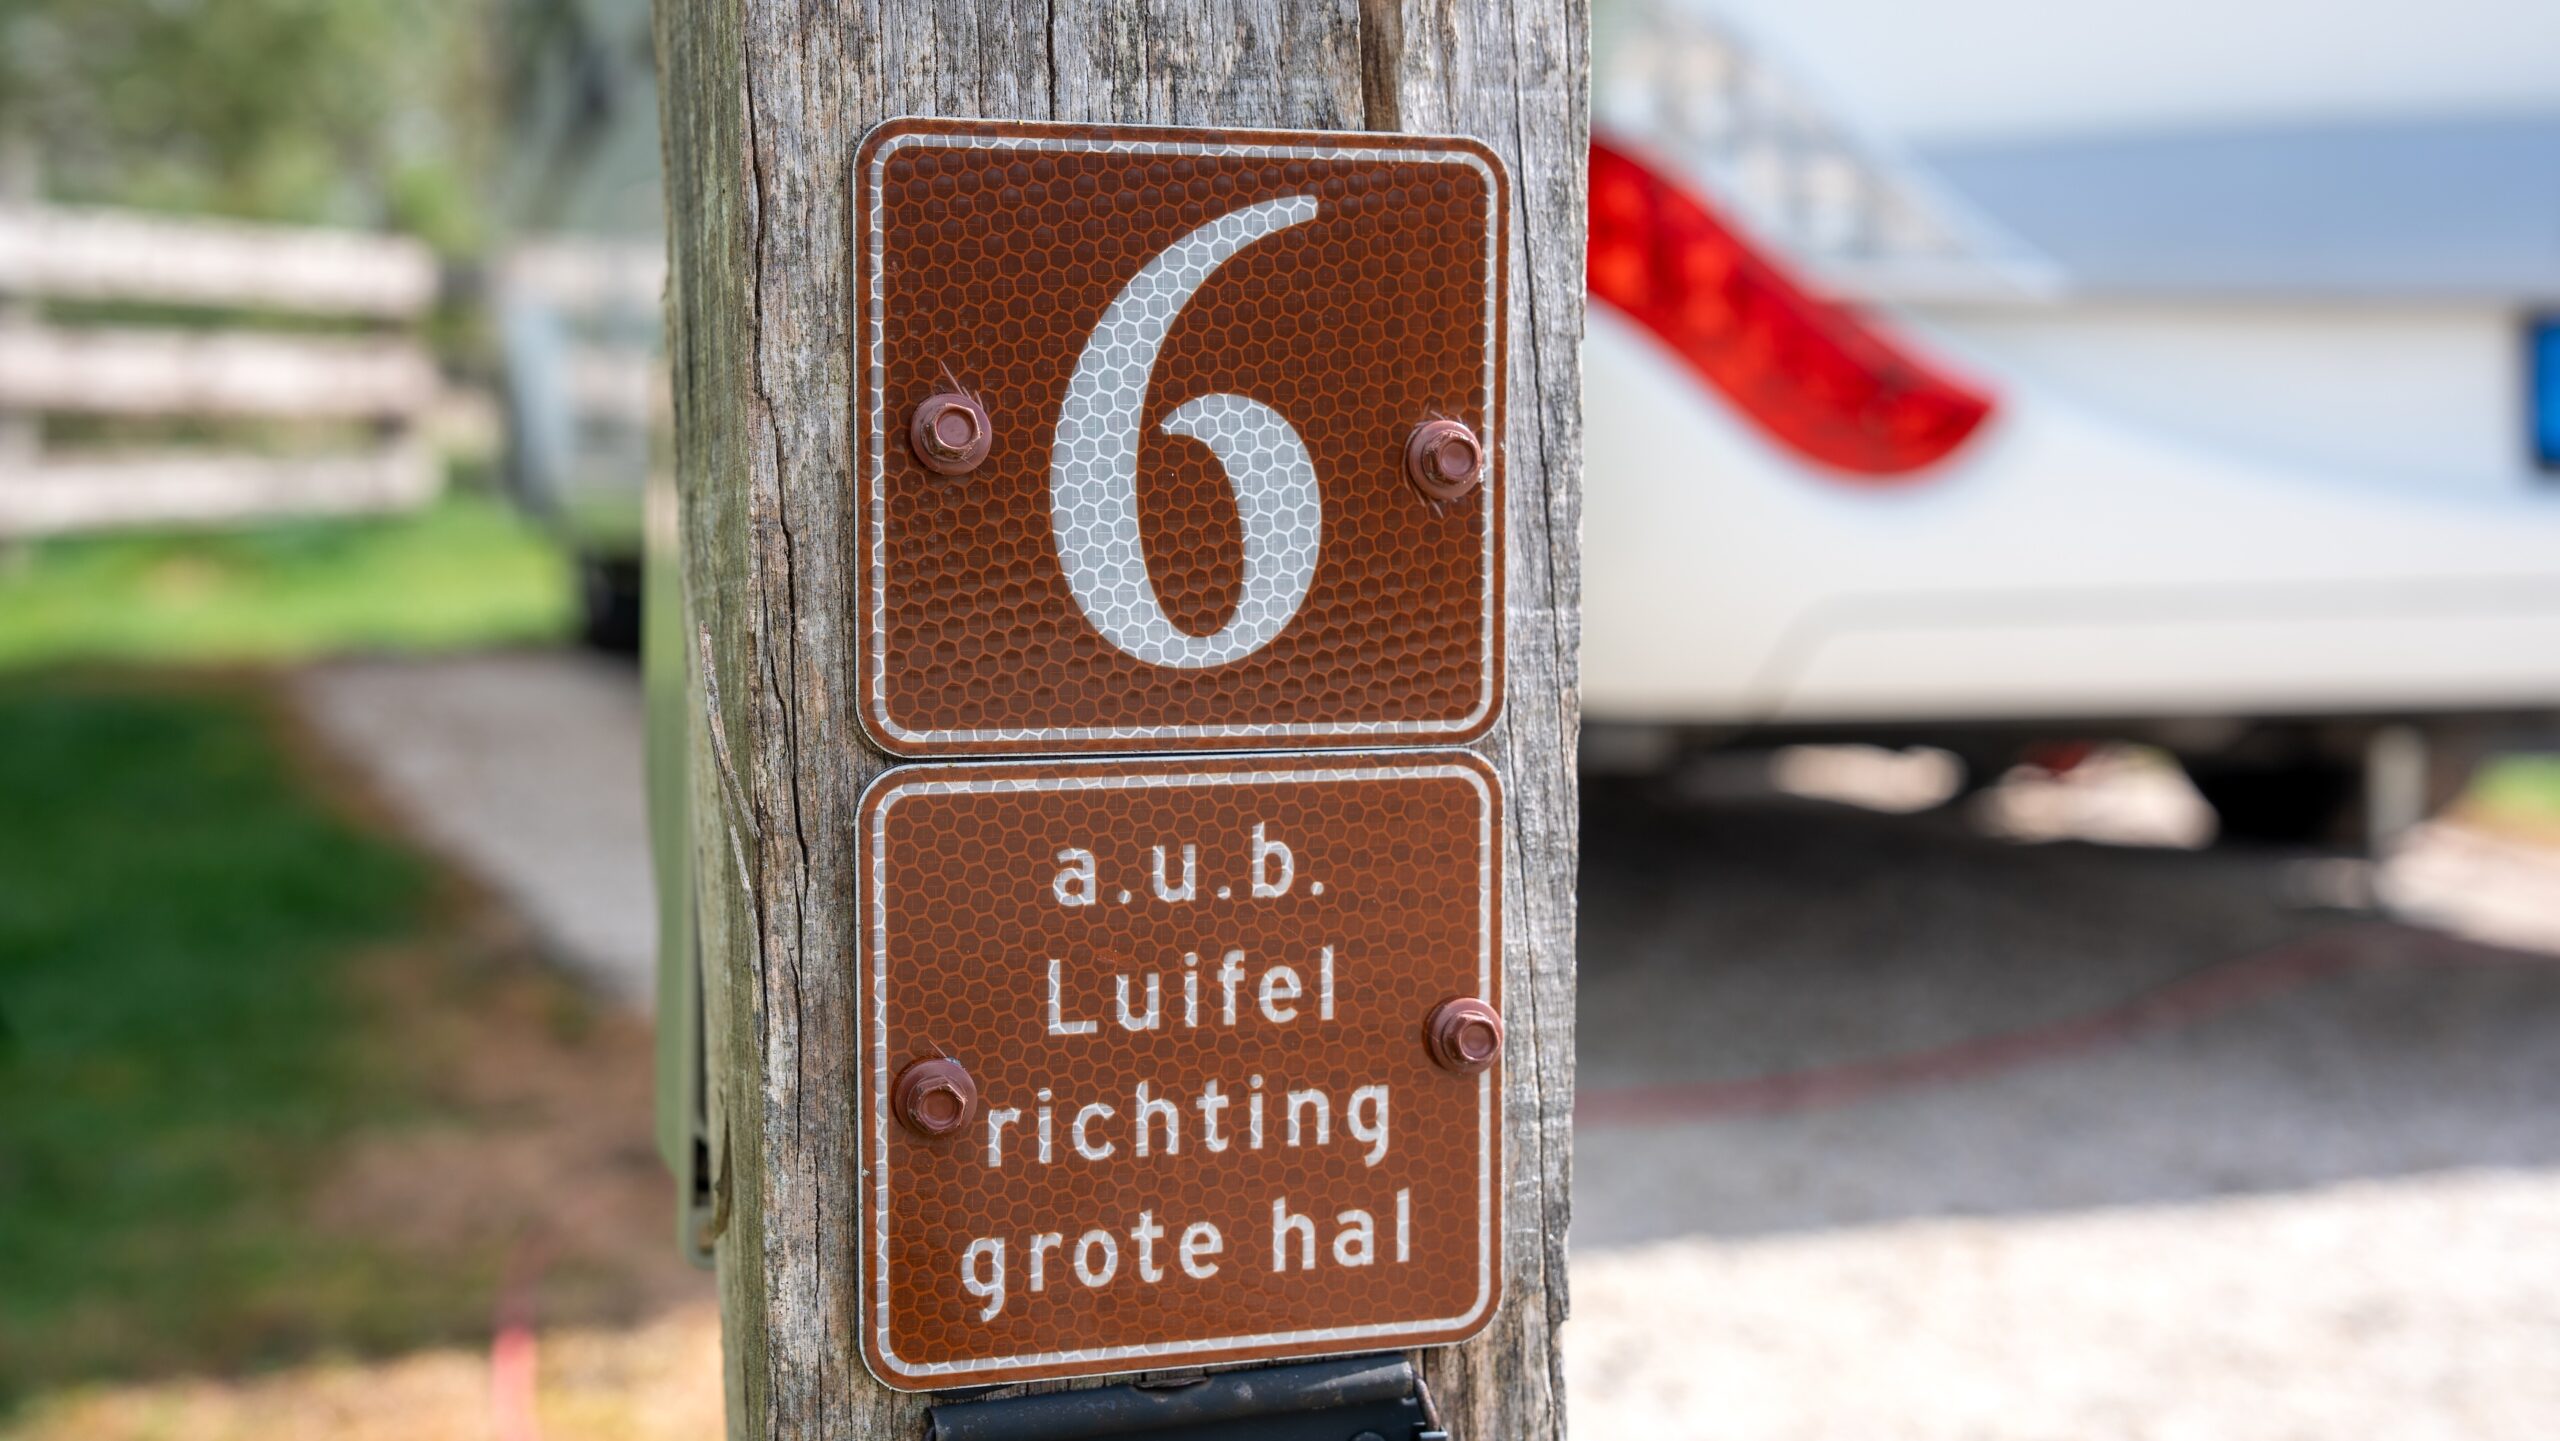 6
a.u.b.
Luifel
richting
grote hal